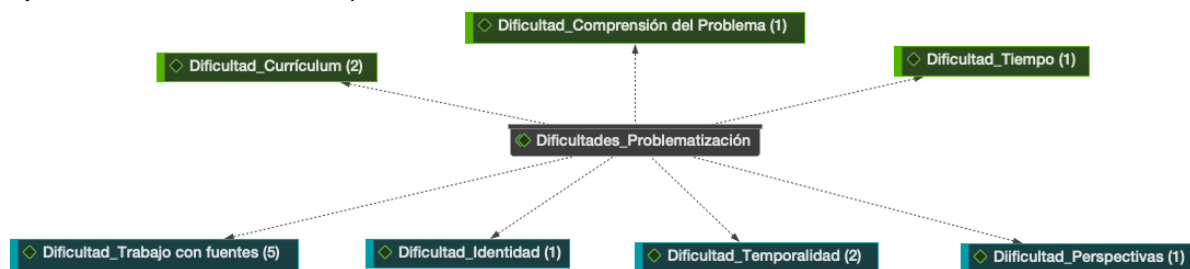 Dificultad_Comprensión del Problema (1)
Dificultad_Currículum (2)
Dificultad_Tiempo (1)
Dificultades_Problematización
Dificultad_Trabajo con fuentes (5)
Dificultad_Identidad (1)
Dificultad_Temporalidad (2)
Diificultad_Perspectivas (1)